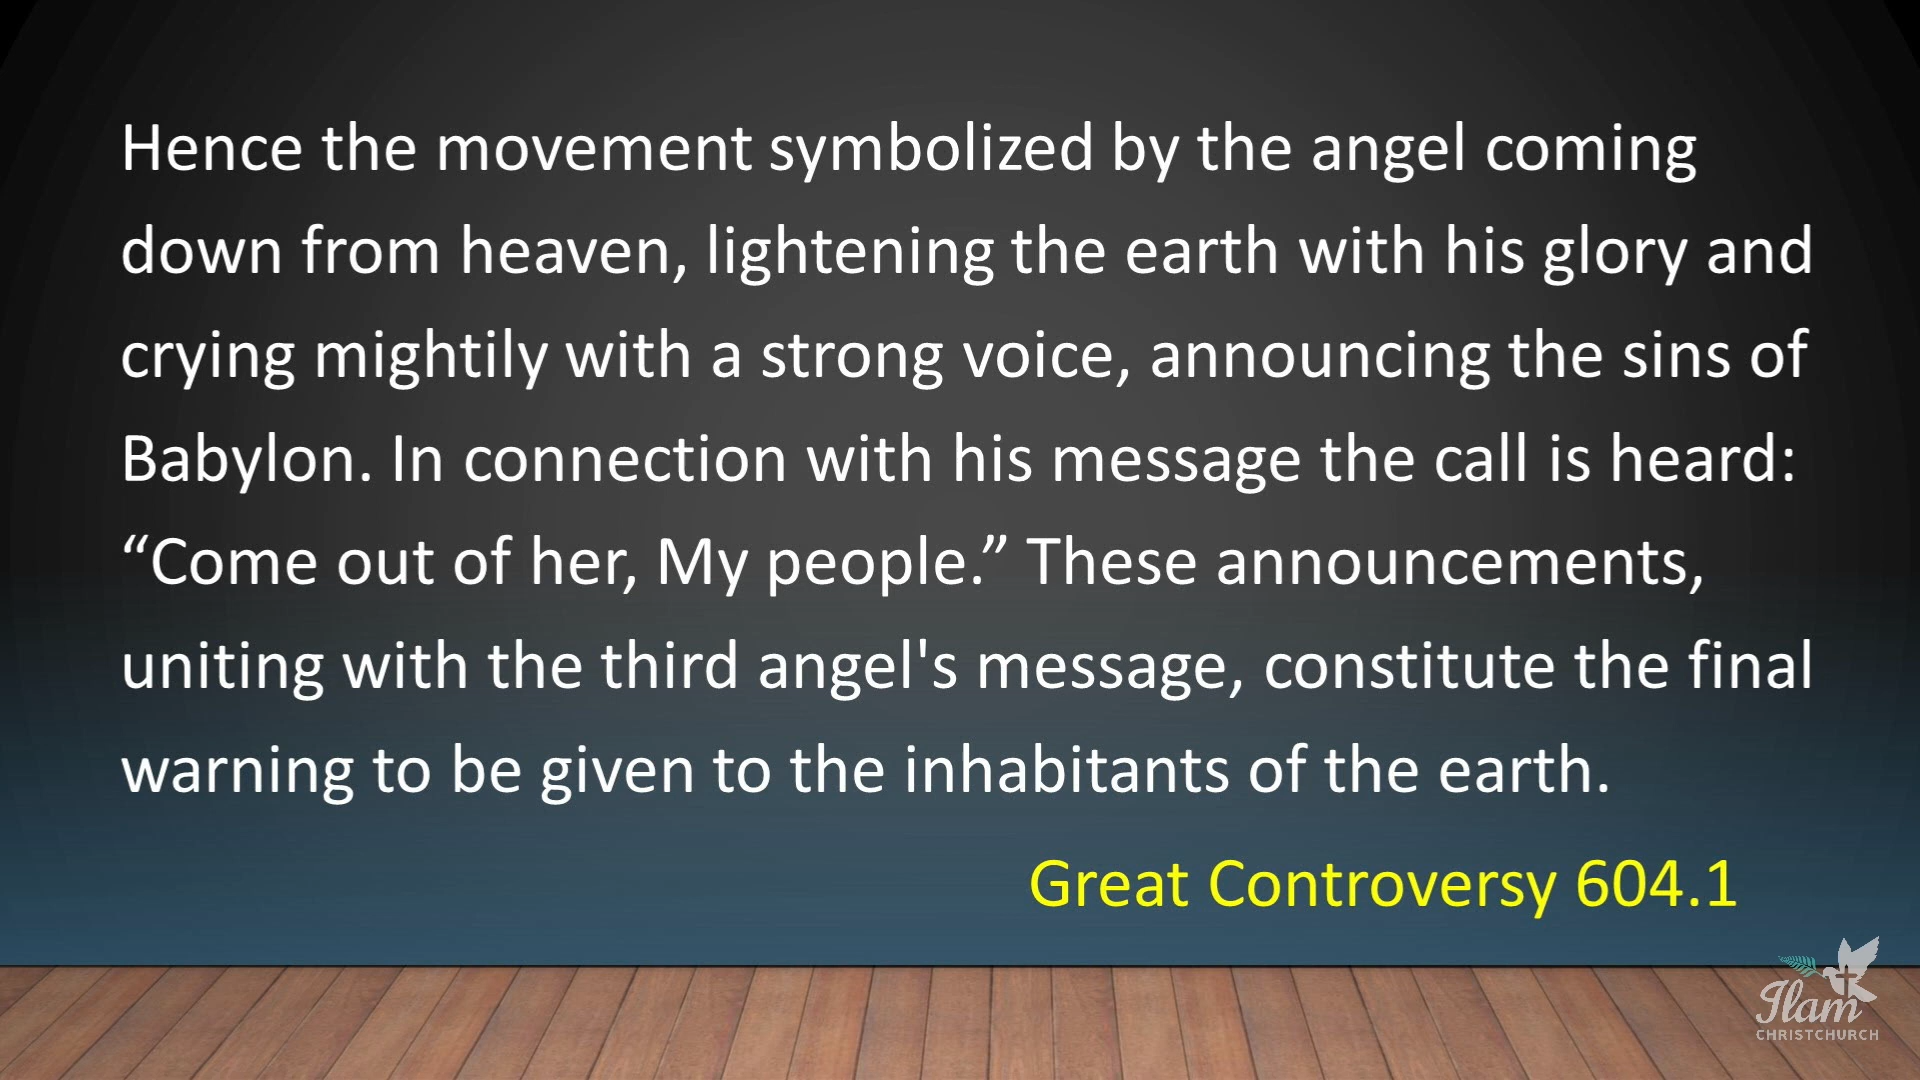 Hence the movement symbolized by the angel coming
down from heaven, lightening the earth with his glory and
crying mightily with a strong voice, announcing the sins of
Babylon. In connection with his message the call is heard:
“Come out of her, My people.” These announcements,
uniting with the third angel's message, constitute the final
warning to be given to the inhabitants of the earth.
Great Controversy 604.1
Ilam
CHRISTCHURCH